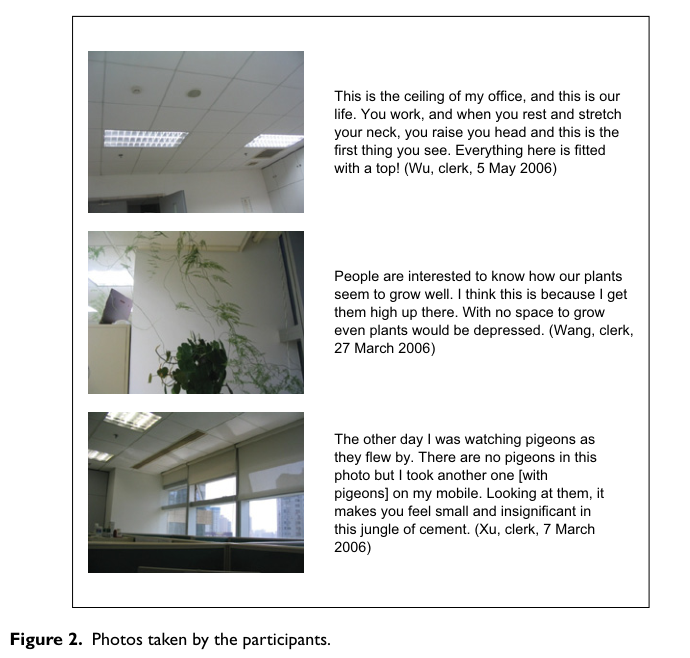 This is the ceiling of my office, and this is our
life. You work, and when you rest and stretch
your neck, you raise you head and this is the
first thing you see. Everything here is fitted
with a top! (Wu, clerk, 5 May 2006)
People are interested to know how our plants
seem to grow well. I think this is because I get
them high up there. With no space to grow
even plants would be depressed. (Wang, clerk,
27 March 2006)
The other day I was watching pigeons as
they flew by. There are no pigeons in this
photo but I took another one [with
pigeons] on my mobile. Looking at them, it
makes you feel small and insignificant in
this jungle of cement. (Xu, clerk, 7 March
2006)
Figure 2. Photos taken by the participants.